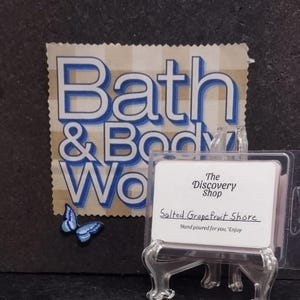 Bath
& Body
Wo
The
Discovery
Shop
Salted Grapefruit Shore
Hand poured for you, Enjoy